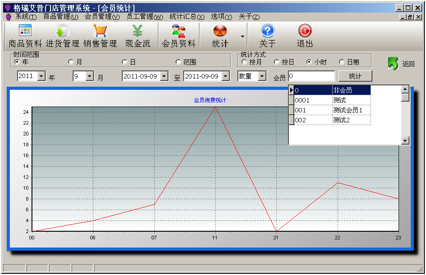 格瑞艾普门店管理系统 - [会员统计]
系统(T) 商品管理(U) 会员管理(V) 员工管理(W) 统计汇总(X) 选项(Y) 关于(Z)
商品资料 进货管理 销售管理 现金流 会员资料 统计 关于 退出
时间范围 统计方式
年 月 日 范围 按月 按日 小时 月趋
返回
2011 年 9 月 2011-09-09 至 2011-09-09 数量 会员 0 统计
0 非会员
0001 测试
001 测试会员1
002 测试2
会员消费统计
24
22
20
18
16
14
12
10
8
6
4
2
00 06 07 11 21 22 23